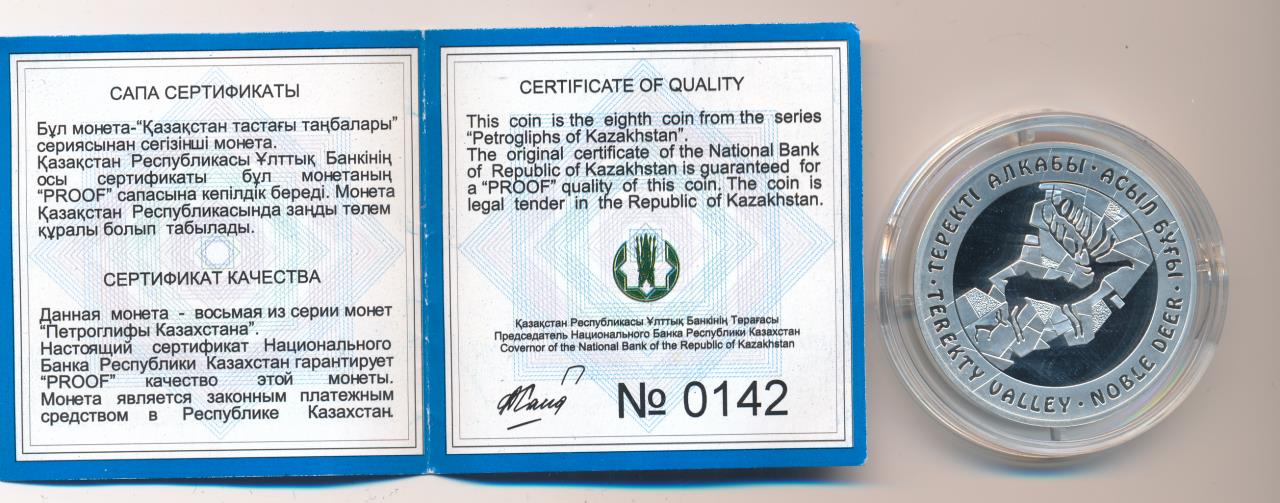 САПА СЕРТИФИКАТЫ
Бұл монета-“Қазақстан тастағы таңбалары”
сериясынан сегізінші монета.
Қазақстан Республикасы Ұлттық Банкінің
осы сертификаты бұл монетаның
“PROOF” сапасына кепілдік береді. Монета
Қазақстан Республикасында заңды төлем
құралы болып табылады.
СЕРТИФИКАТ КАЧЕСТВА
Данная монета - восьмая из серии монет
“Петроглифы Казахстана”.
Настоящий сертификат Национального
Банка Республики Казахстан гарантирует
“PROOF” качество этой монеты.
Монета является законным платежным
средством в Республике Казахстан.
CERTIFICATE OF QUALITY
This coin is the eighth coin from the series
“Petrogliphs of Kazakhstan”.
The original certificate of the National Bank
of Republic of Kazakhstan is guaranteed for
a “PROOF” quality of this coin. The coin is
legal tender in the Republic of Kazakhstan.
Қазақстан Республикасы Ұлттық Банкінің Төрағасы
Председатель Национального Банка Республики Казахстан
Covernor of the National Bank of the Republic of Kazakhstan
№ 0142
ТЕРЕКТІ АЛКАБЫ · АСЫЛ БҰҒЫ ·
TEREKTY VALLEY · NOBLE DEER ·